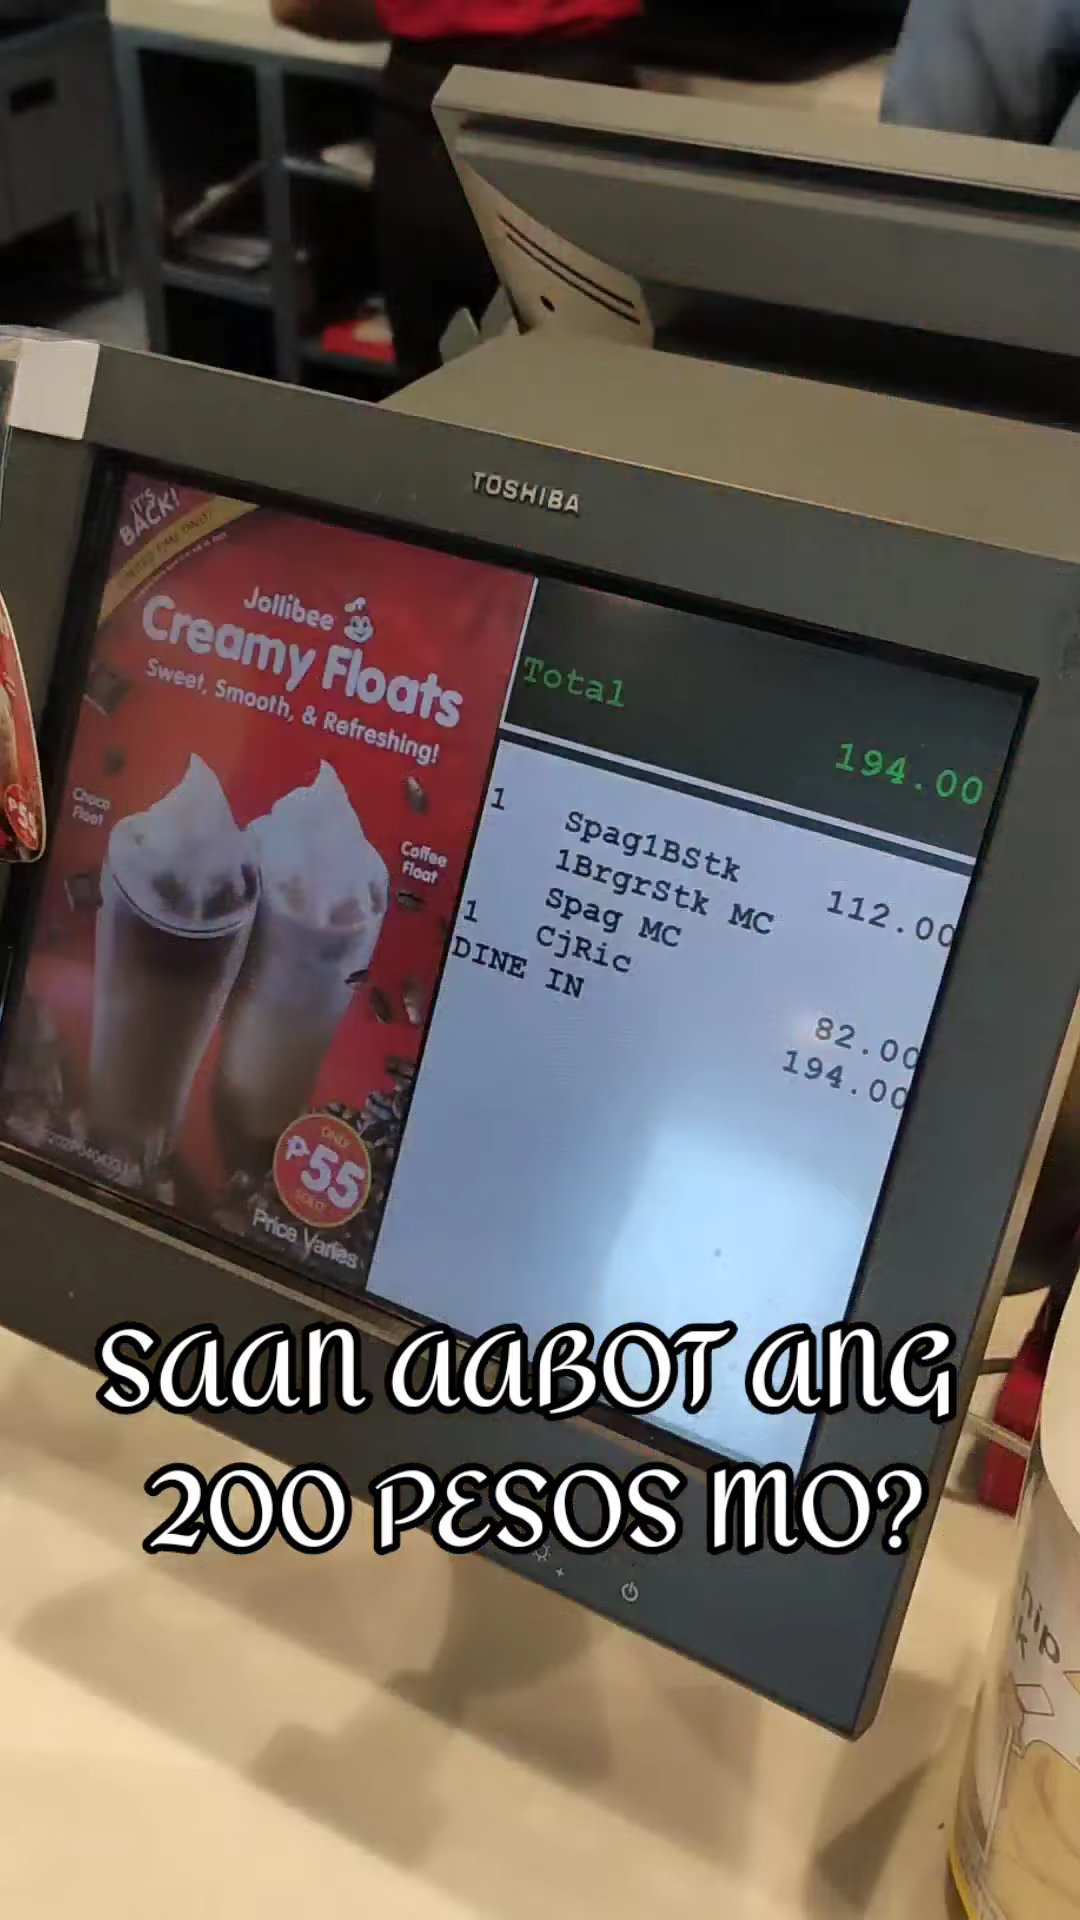 TOSHIBA
IT'S
BACK!
Jollibee
Creamy Floats
Sweet, Smooth, & Refreshing!
Choco
Float
Coffee
Float
ONLY
₱55
SOLO
Price Varies
Total
194.00
1 Spag1BStk 112.00
1BrgrStk MC
Spag MC
1 CjRic 82.00
DINE IN 194.00
₱55
SAAN AABOT ANG
200 PESOS MO?